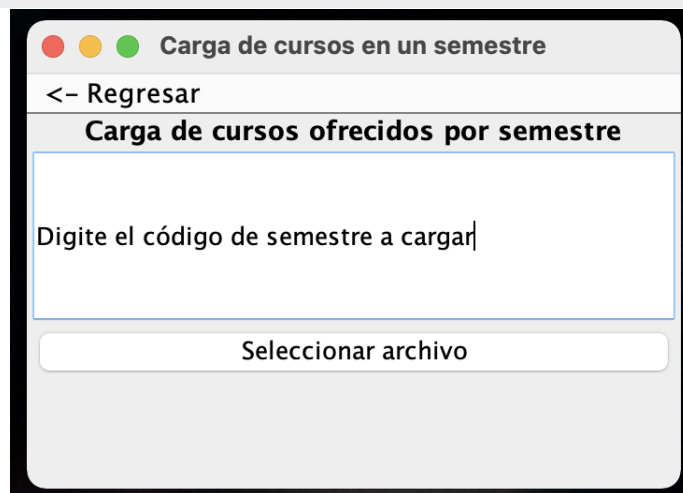 Carga de cursos en un semestre
<- Regresar
Carga de cursos ofrecidos por semestre
Digite el código de semestre a cargar
Seleccionar archivo